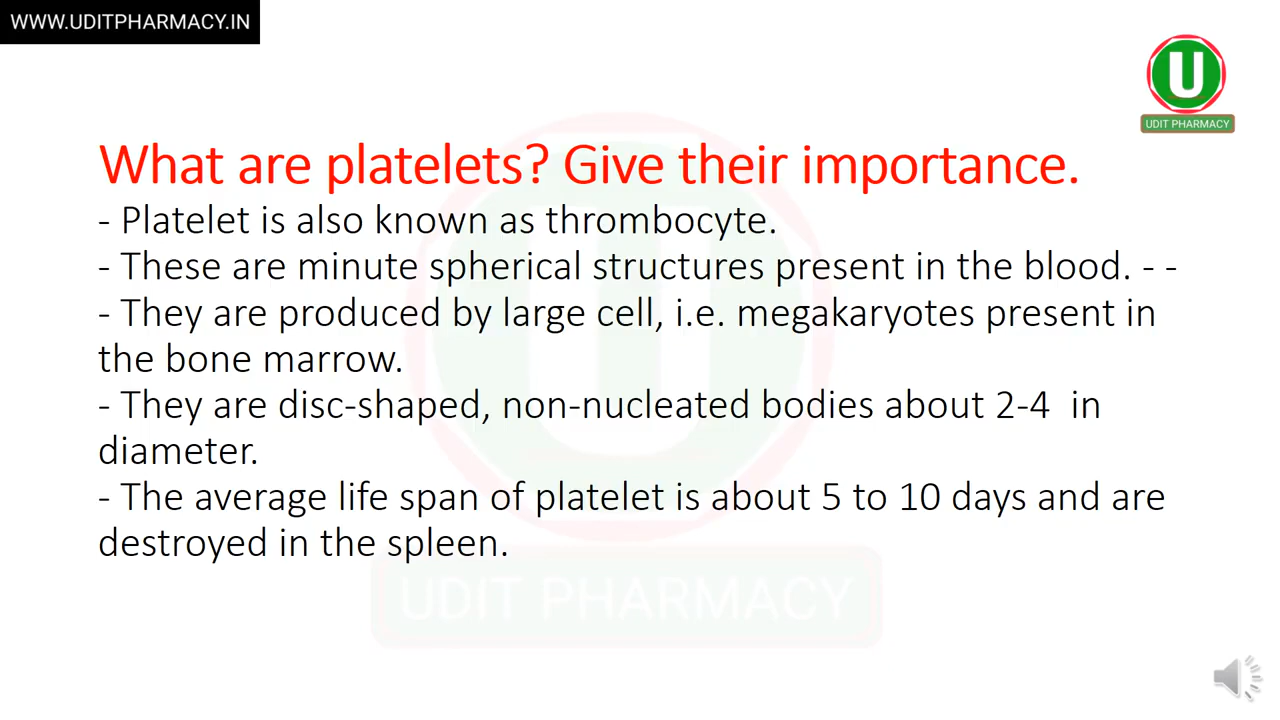 WWW.UDITPHARMACY.IN
U
UDIT PHARMACY
What are platelets? Give their importance.
- Platelet is also known as thrombocyte.
- These are minute spherical structures present in the blood. - -
- They are produced by large cell, i.e. megakaryotes present in
the bone marrow.
- They are disc-shaped, non-nucleated bodies about 2-4  in
diameter.
- The average life span of platelet is about 5 to 10 days and are
destroyed in the spleen.
U
UDIT PHARMACY